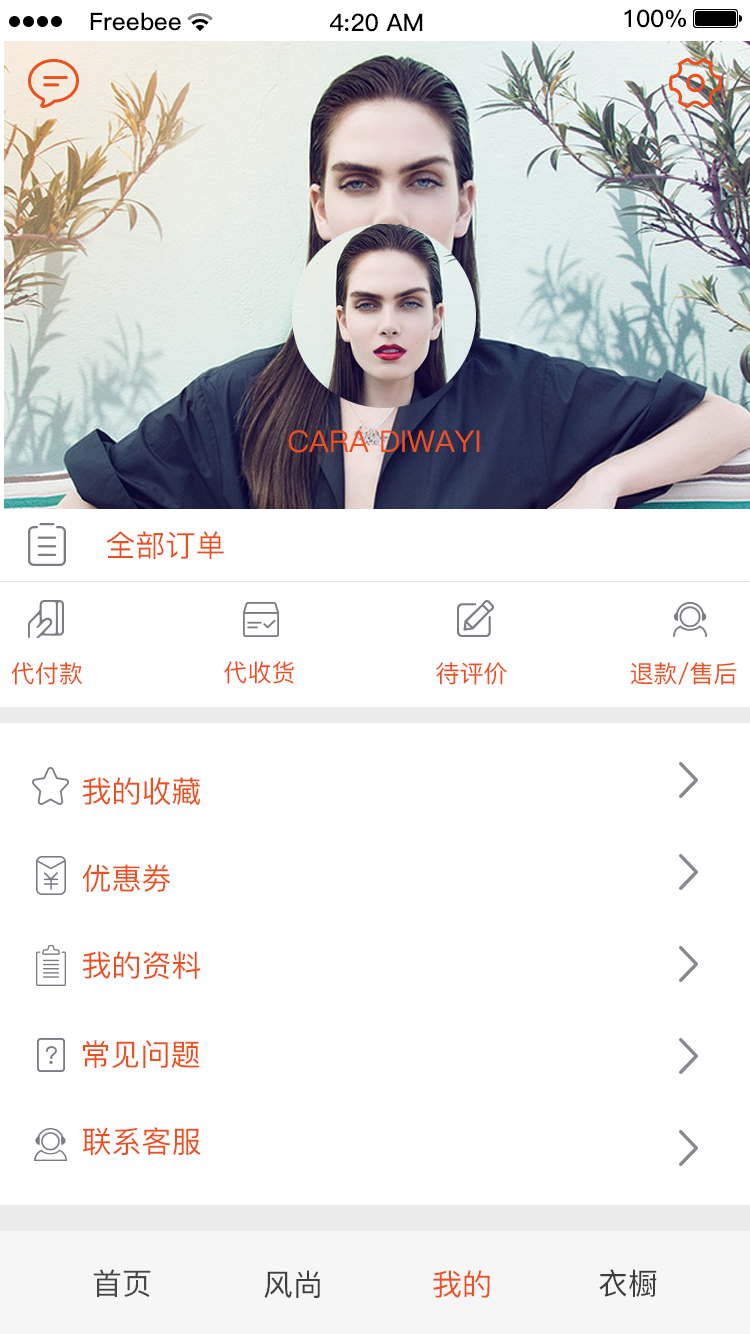 Freebee 4:20 AM 100%
CARA DIWAYI
全部订单
代付款 代收货 待评价 退款/售后
我的收藏
¥ 优惠劵
我的资料
? 常见问题
联系客服
首页 风尚 我的 衣橱